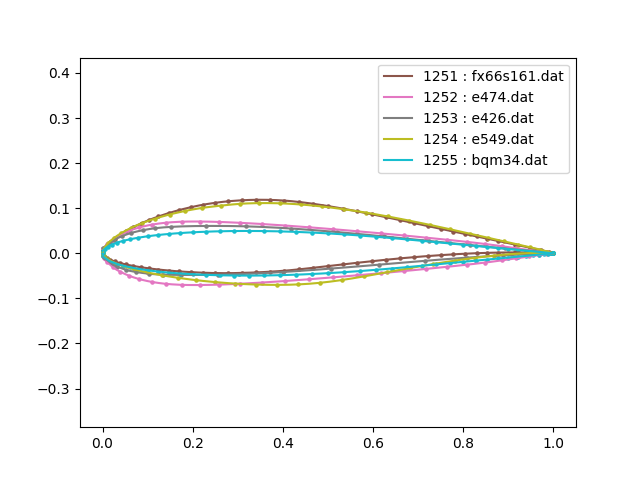 0.4
0.3
0.2
0.1
0.0
−0.1
−0.2
−0.3
0.0 0.2 0.4 0.6 0.8 1.0
1251 : fx66s161.dat
1252 : e474.dat
1253 : e426.dat
1254 : e549.dat
1255 : bqm34.dat